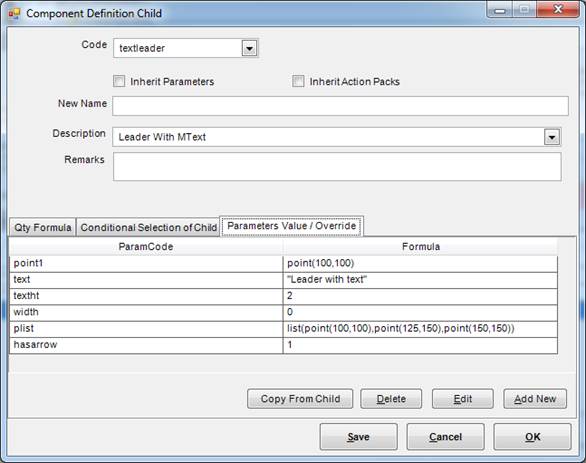 Component Definition Child
Code textleader
Inherit Parameters Inherit Action Packs
New Name
Description Leader With MText
Remarks
Qty Formula Conditional Selection of Child Parameters Value / Override
ParamCode Formula
point1 point(100,100)
text "Leader with text"
textht 2
width 0
plist list(point(100,100),point(125,150),point(150,150))
hasarrow 1
Copy From Child Delete Edit Add New
Save Cancel OK